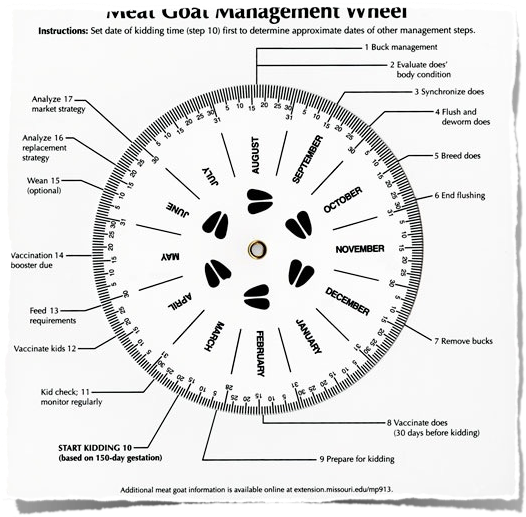 Meat Goat Management Wheel
Instructions: Set date of kidding time (step 10) first to determine approximate dates of other management steps.
1 Buck management
2 Evaluate does'
body condition
3 Synchronize does
4 Flush and
deworm does
5 Breed does
6 End flushing
7 Remove bucks
8 Vaccinate does
(30 days before kidding)
9 Prepare for kidding
START KIDDING 10
(based on 150-day gestation)
Kid check; 11
monitor regularly
Vaccinate kids 12
Feed 13
requirements
Vaccination 14
booster due
Wean 15
(optional)
Analyze 16
replacement
strategy
Analyze 17
market strategy
AUGUST
SEPTEMBER
OCTOBER
NOVEMBER
DECEMBER
JANUARY
FEBRUARY
MARCH
APRIL
MAY
JUNE
JULY
Additional meat goat information is available online at extension.missouri.edu/mp913.